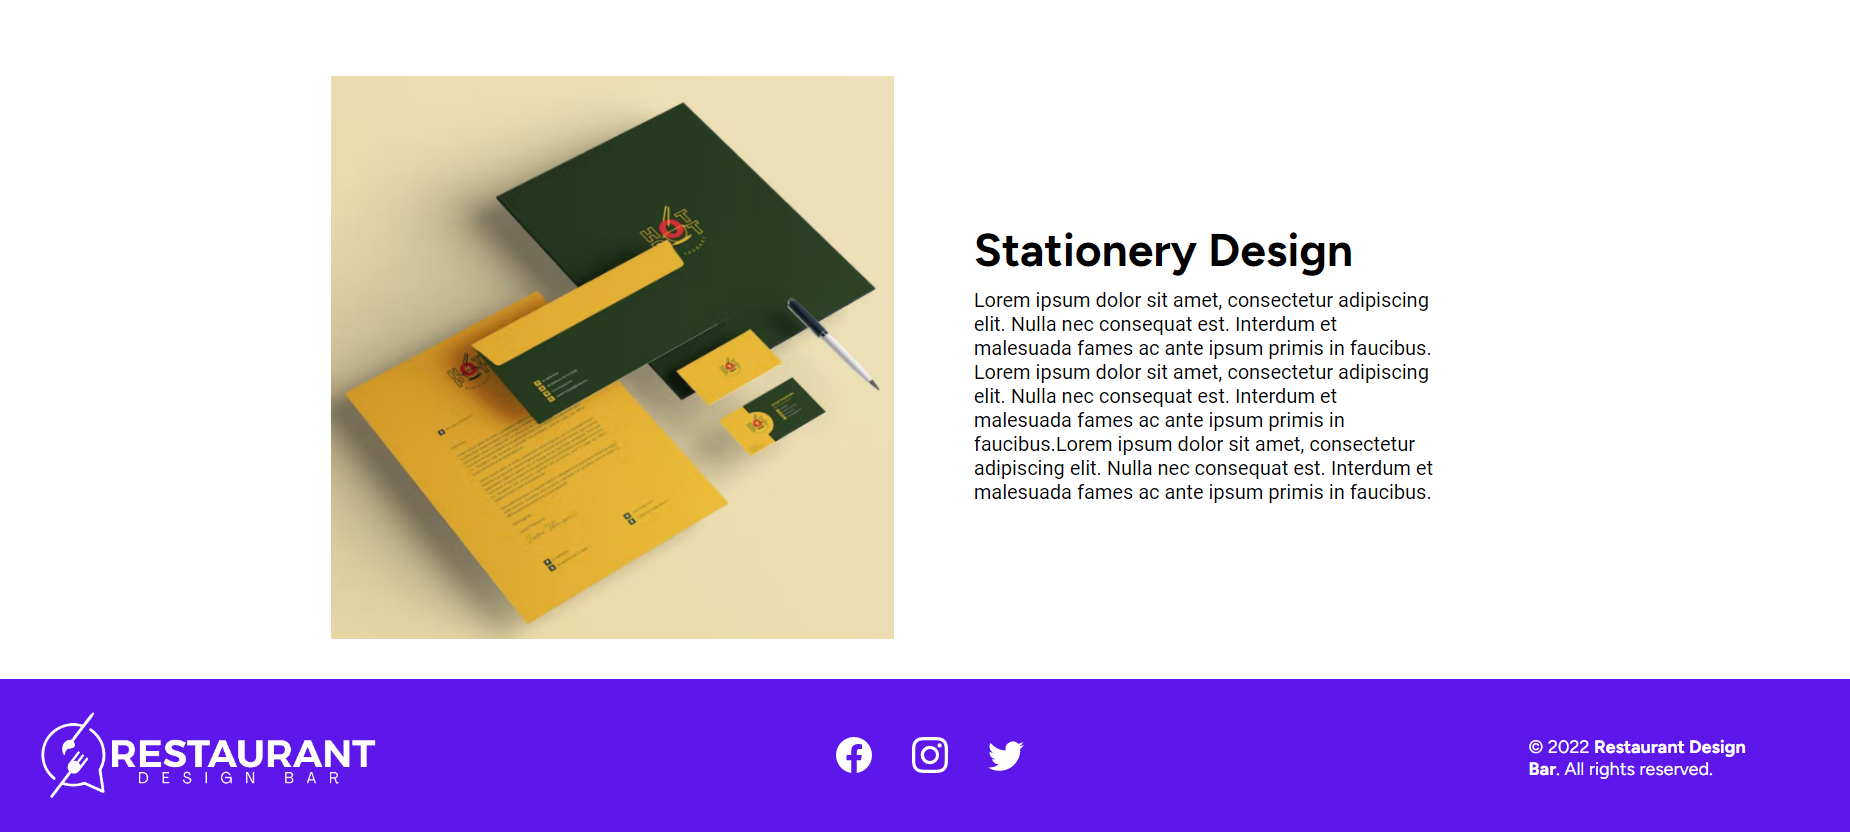 HOT
Stationery Design
Lorem ipsum dolor sit amet, consectetur adipiscing
elit. Nulla nec consequat est. Interdum et
malesuada fames ac ante ipsum primis in faucibus.
Lorem ipsum dolor sit amet, consectetur adipiscing
elit. Nulla nec consequat est. Interdum et
malesuada fames ac ante ipsum primis in
faucibus.Lorem ipsum dolor sit amet, consectetur
adipiscing elit. Nulla nec consequat est. Interdum et
malesuada fames ac ante ipsum primis in faucibus.
RESTAURANT
DESIGN BAR
© 2022 Restaurant Design
Bar. All rights reserved.